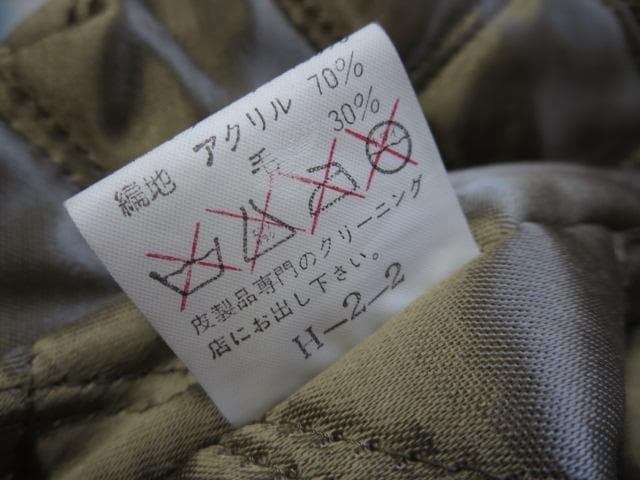 編地 アクリル 70%
毛 30%
皮製品専門のクリーニング
店にお出し下さい。
H-2-2